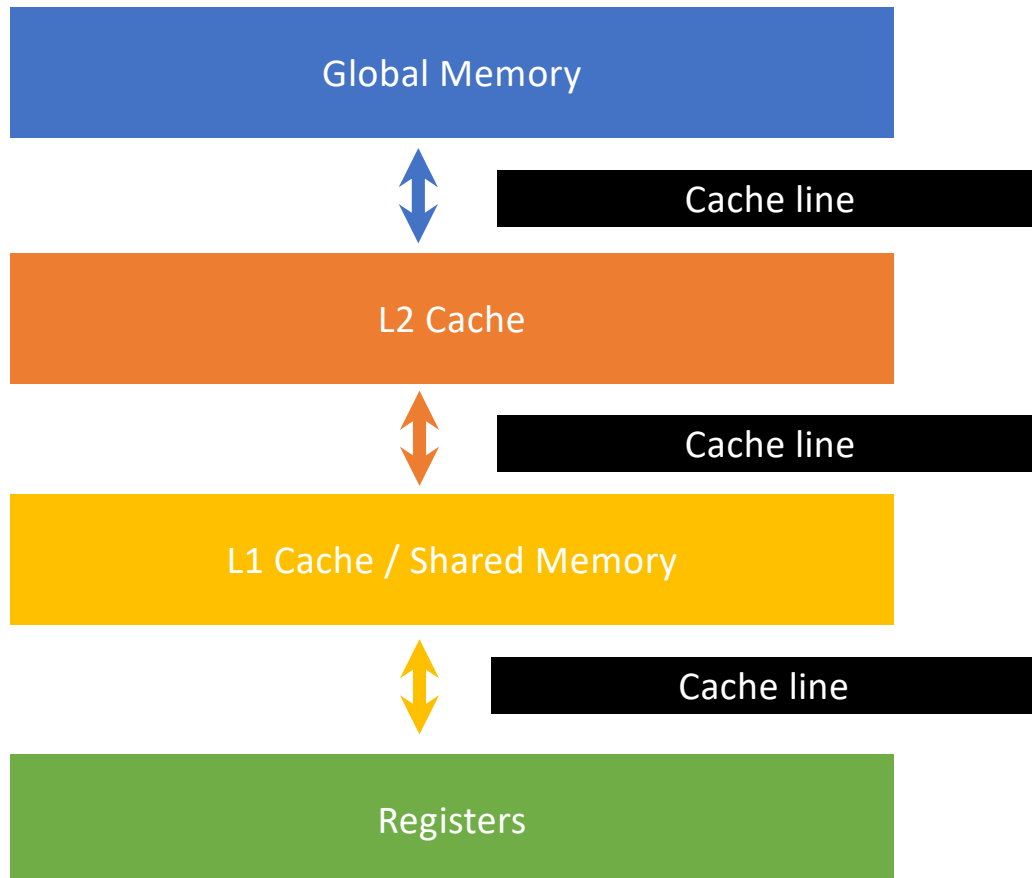 Global Memory
Cache line
L2 Cache
Cache line
L1 Cache / Shared Memory
Cache line
Registers